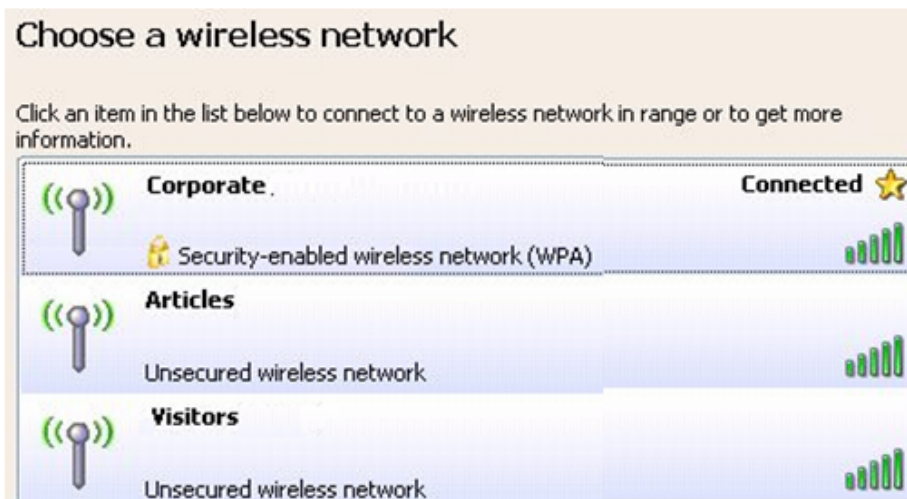 Choose a wireless network
Click an item in the list below to connect to a wireless network in range or to get more
information.
Corporate
Connected
Security-enabled wireless network (WPA)
Articles
Unsecured wireless network
Visitors
Unsecured wireless network